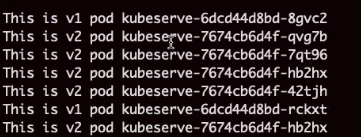 This is v1 pod kubeserve-6dcd44d8bd-8gvc2
This is v2 pod kubeserve-7674cb6d4f-qvg7b
This is v2 pod kubeserve-7674cb6d4f-7qt96
This is v2 pod kubeserve-7674cb6d4f-hb2hx
This is v2 pod kubeserve-7674cb6d4f-42tjh
This is v1 pod kubeserve-6dcd44d8bd-rckxt
This is v2 pod kubeserve-7674cb6d4f-hb2hx